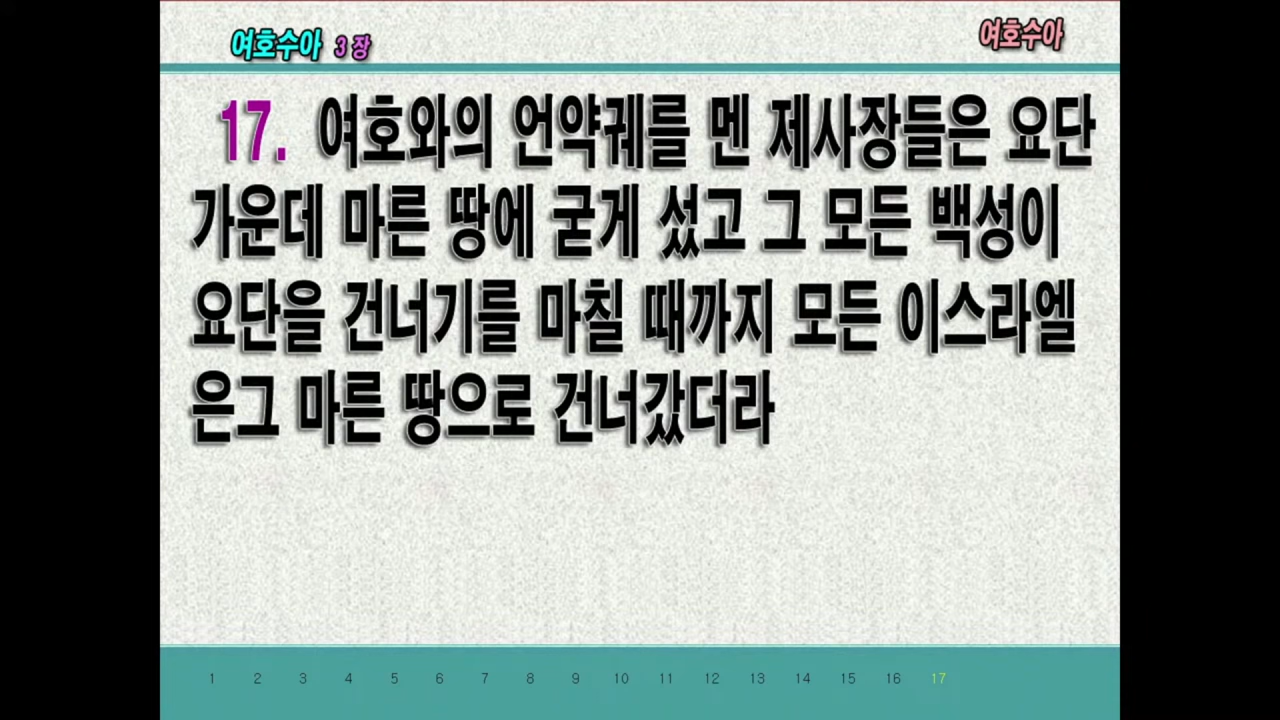 여호수아 3 장
여호수아
17. 여호와의 언약궤를 멘 제사장들은 요단
가운데 마른 땅에 굳게 섰고 그 모든 백성이
요단을 건너기를 마칠 때까지 모든 이스라엘
은그 마른 땅으로 건너갔더라
1 2 3 4 5 6 7 8 9 10 11 12 13 14 15 16 17